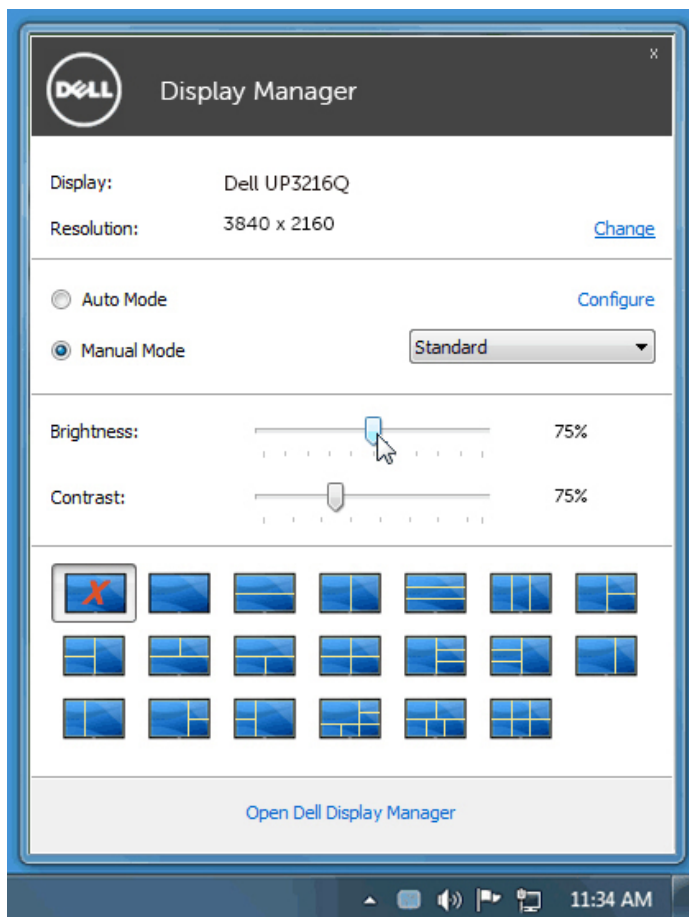 x
DELL Display Manager
Display: Dell UP3216Q
Resolution: 3840 x 2160 Change
Auto Mode Configure
Manual Mode Standard
Brightness: 75%
Contrast: 75%
Open Dell Display Manager
11:34 AM